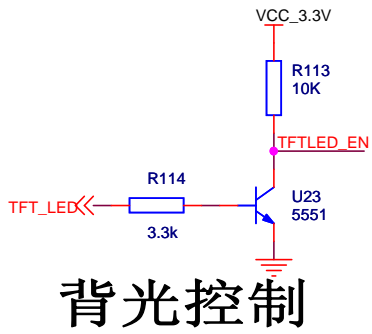 VCC_3.3V
R113
10K
TFTLED_EN
R114
TFT_LED
3.3k
U23
5551
背光控制